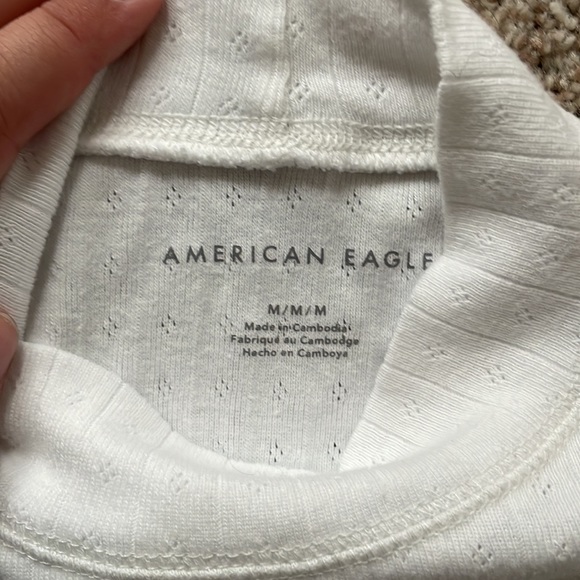 AMERICAN EAGLE
M/M/M
Made in Cambodia
Fabriqué au Cambodge
Hecho en Camboya